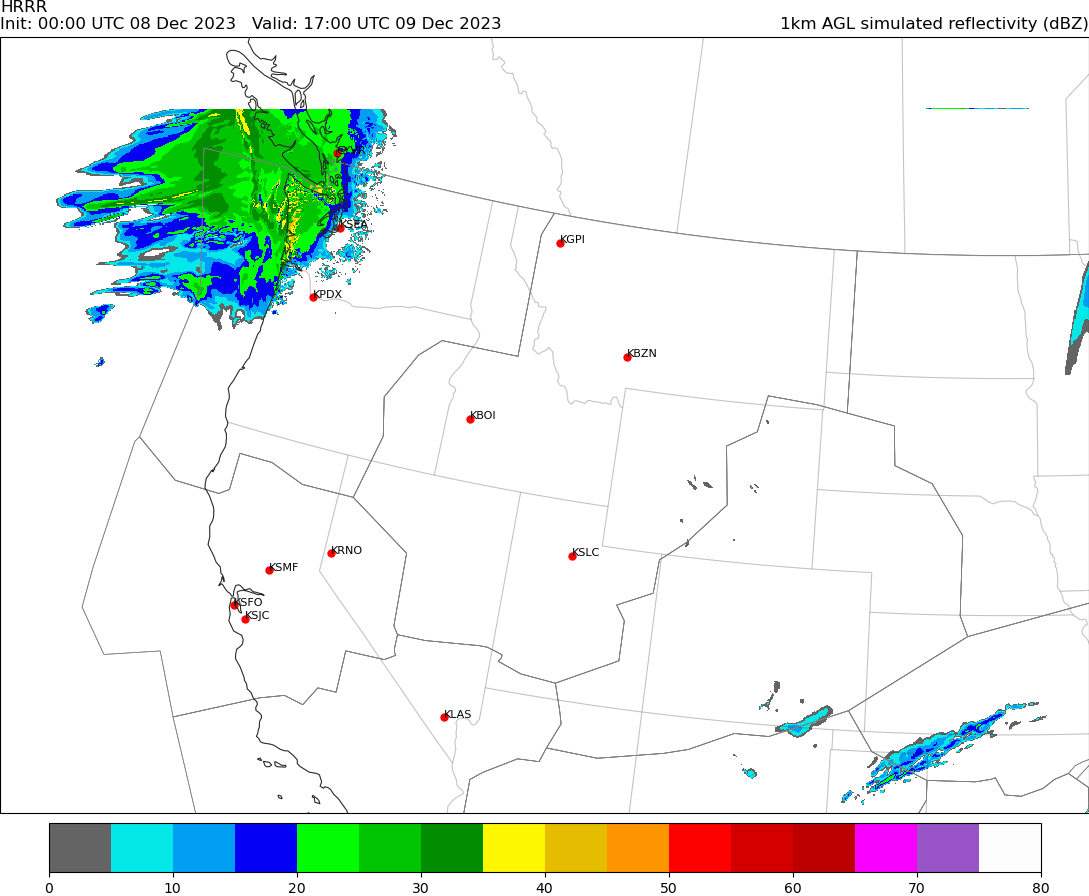 HRRR
Init: 00:00 UTC 08 Dec 2023   Valid: 17:00 UTC 09 Dec 2023   1km AGL simulated reflectivity (dBZ)
KSEA
KGPI
KPDX
KBZN
KBOI
KRNO
KSLC
KSMF
KSFO
KSJC
KLAS
0 10 20 30 40 50 60 70 80